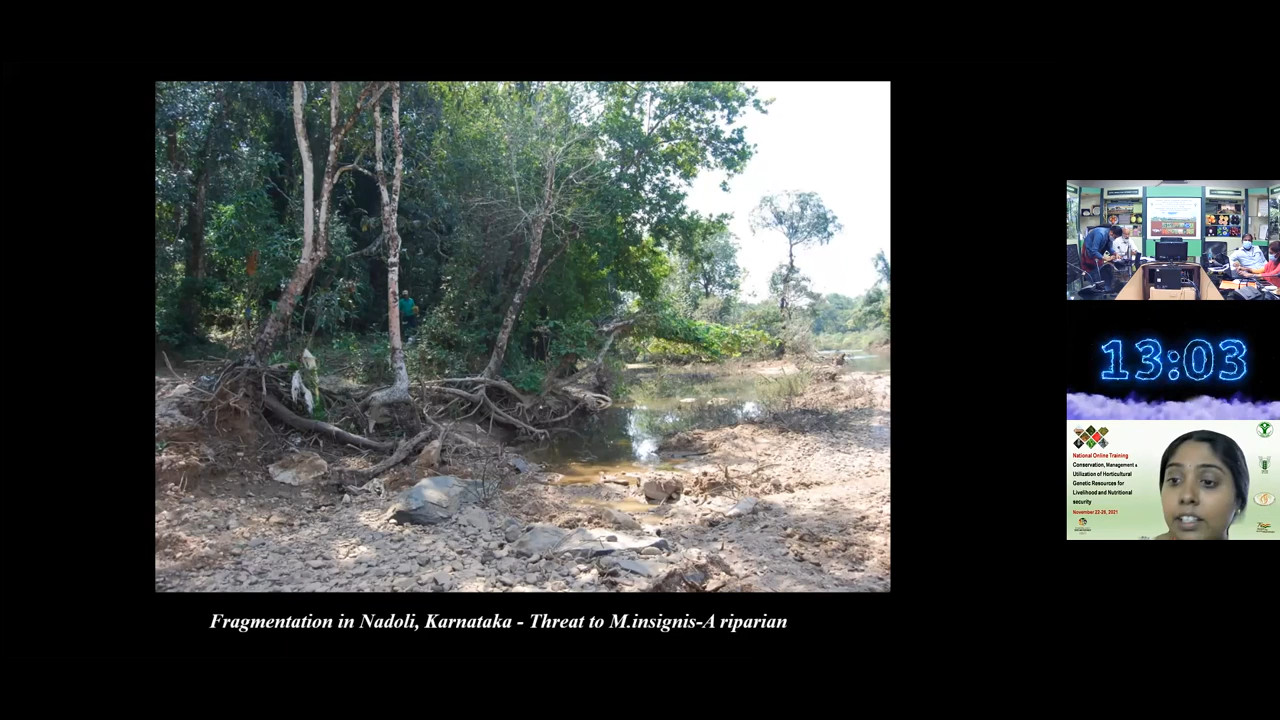 Fragmentation in Nadoli, Karnataka - Threat to M.insignis-A riparian
13:03
National Online Training
Conservation, Management &
Utilization of Horticultural
Genetic Resources for
Livelihood and Nutritional
security
November 22-26, 2021